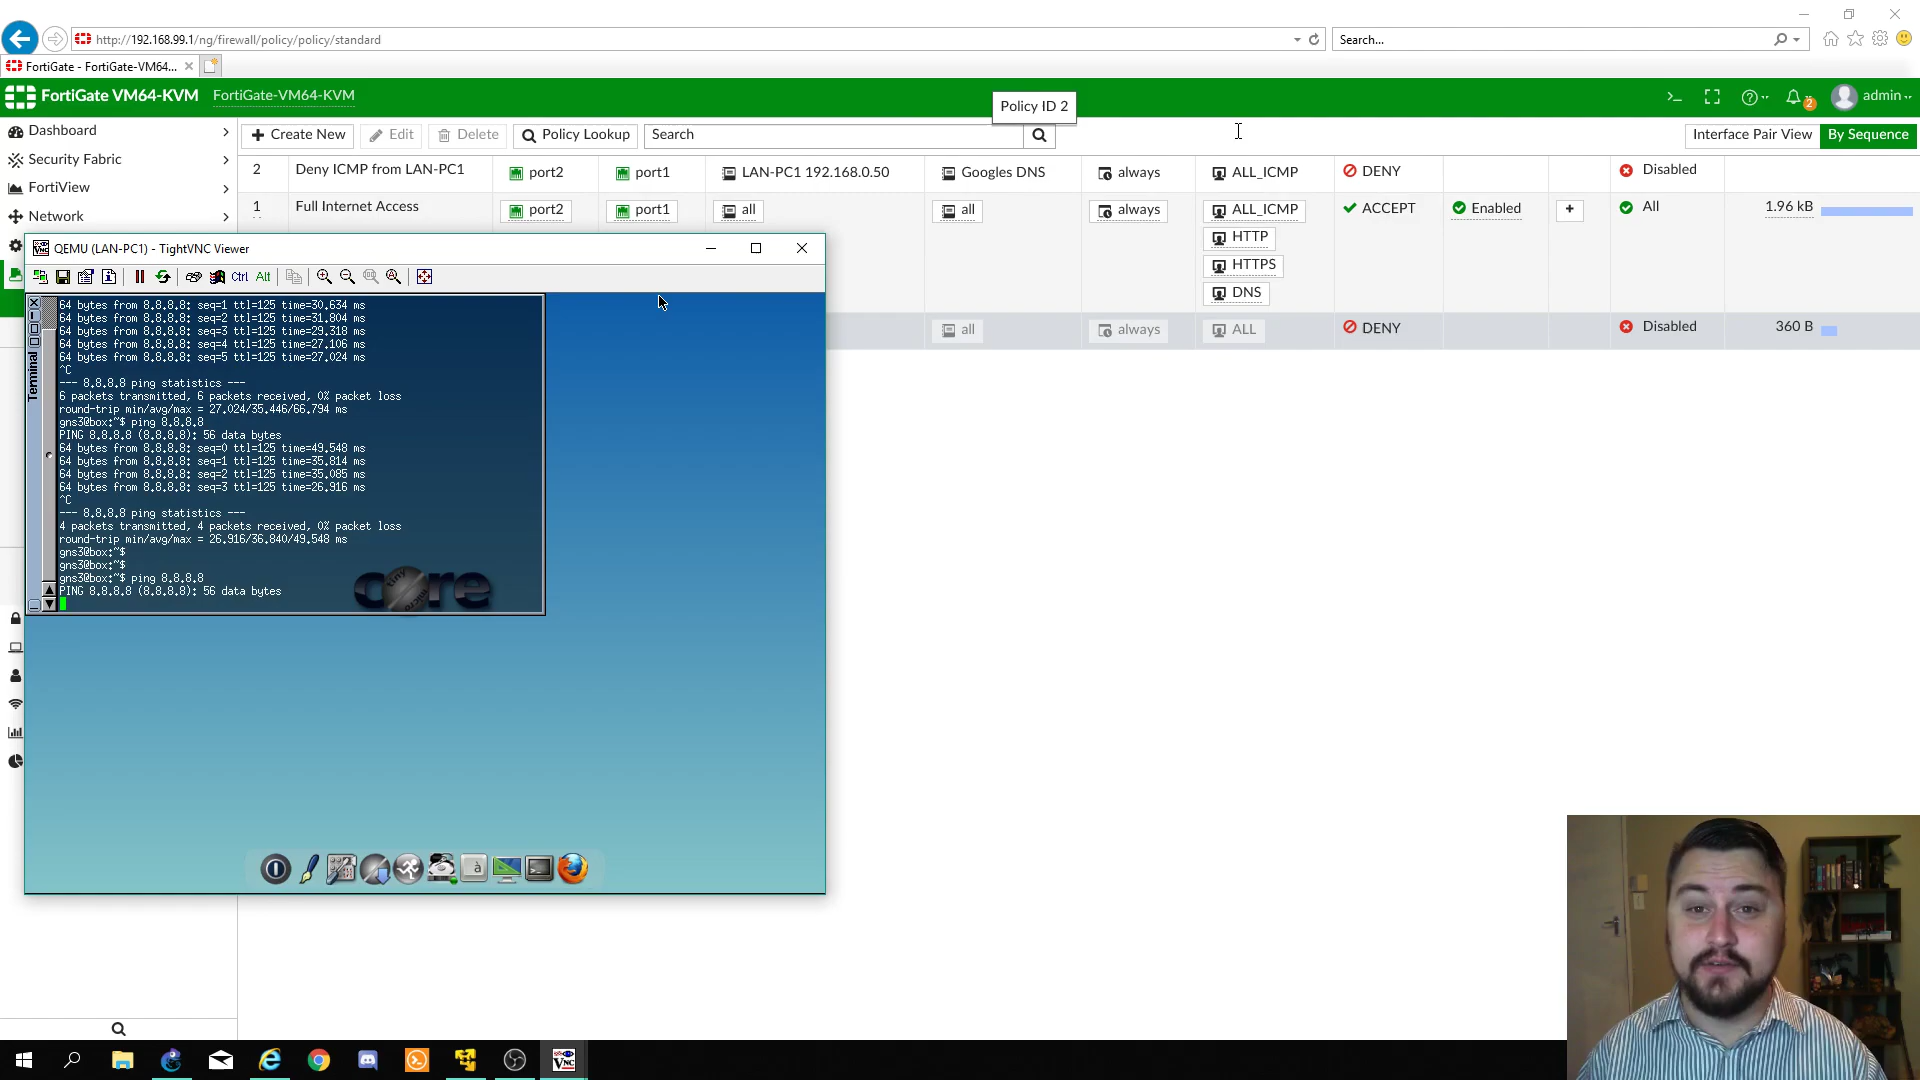 http://192.168.99.1/ng/firewall/policy/policy/standard
Search...
FortiGate - FortiGate-VM64...
FortiGate VM64-KVM
FortiGate-VM64-KVM
Policy ID 2
2
admin
Dashboard
Security Fabric
FortiView
Network
Create New
Edit
Delete
Policy Lookup
Search
Interface Pair View
By Sequence
2 Deny ICMP from LAN-PC1 port2 port1 LAN-PC1 192.168.0.50 Googles DNS always ALL_ICMP DENY Disabled
1 Full Internet Access port2 port1 all all always ALL_ICMP ACCEPT Enabled All 1.96 kB
HTTP
HTTPS
DNS
all always ALL DENY Disabled 360 B
QEMU (LAN-PC1) - TightVNC Viewer
Ctrl Alt
Terminal
64 bytes from 8.8.8.8: seq=1 ttl=125 time=30.634 ms
64 bytes from 8.8.8.8: seq=2 ttl=125 time=31.804 ms
64 bytes from 8.8.8.8: seq=3 ttl=125 time=29.318 ms
64 bytes from 8.8.8.8: seq=4 ttl=125 time=27.106 ms
64 bytes from 8.8.8.8: seq=5 ttl=125 time=27.024 ms
^C
--- 8.8.8.8 ping statistics ---
6 packets transmitted, 6 packets received, 0% packet loss
round-trip min/avg/max = 27.024/35.446/66.794 ms
gns3@box:~$ ping 8.8.8.8
PING 8.8.8.8 (8.8.8.8): 56 data bytes
64 bytes from 8.8.8.8: seq=0 ttl=125 time=49.548 ms
64 bytes from 8.8.8.8: seq=1 ttl=125 time=35.814 ms
64 bytes from 8.8.8.8: seq=2 ttl=125 time=35.085 ms
64 bytes from 8.8.8.8: seq=3 ttl=125 time=26.916 ms
^C
--- 8.8.8.8 ping statistics ---
4 packets transmitted, 4 packets received, 0% packet loss
round-trip min/avg/max = 26.916/36.840/49.548 ms
gns3@box:~$
gns3@box:~$
gns3@box:~$ ping 8.8.8.8
PING 8.8.8.8 (8.8.8.8): 56 data bytes
core
tiny
micro